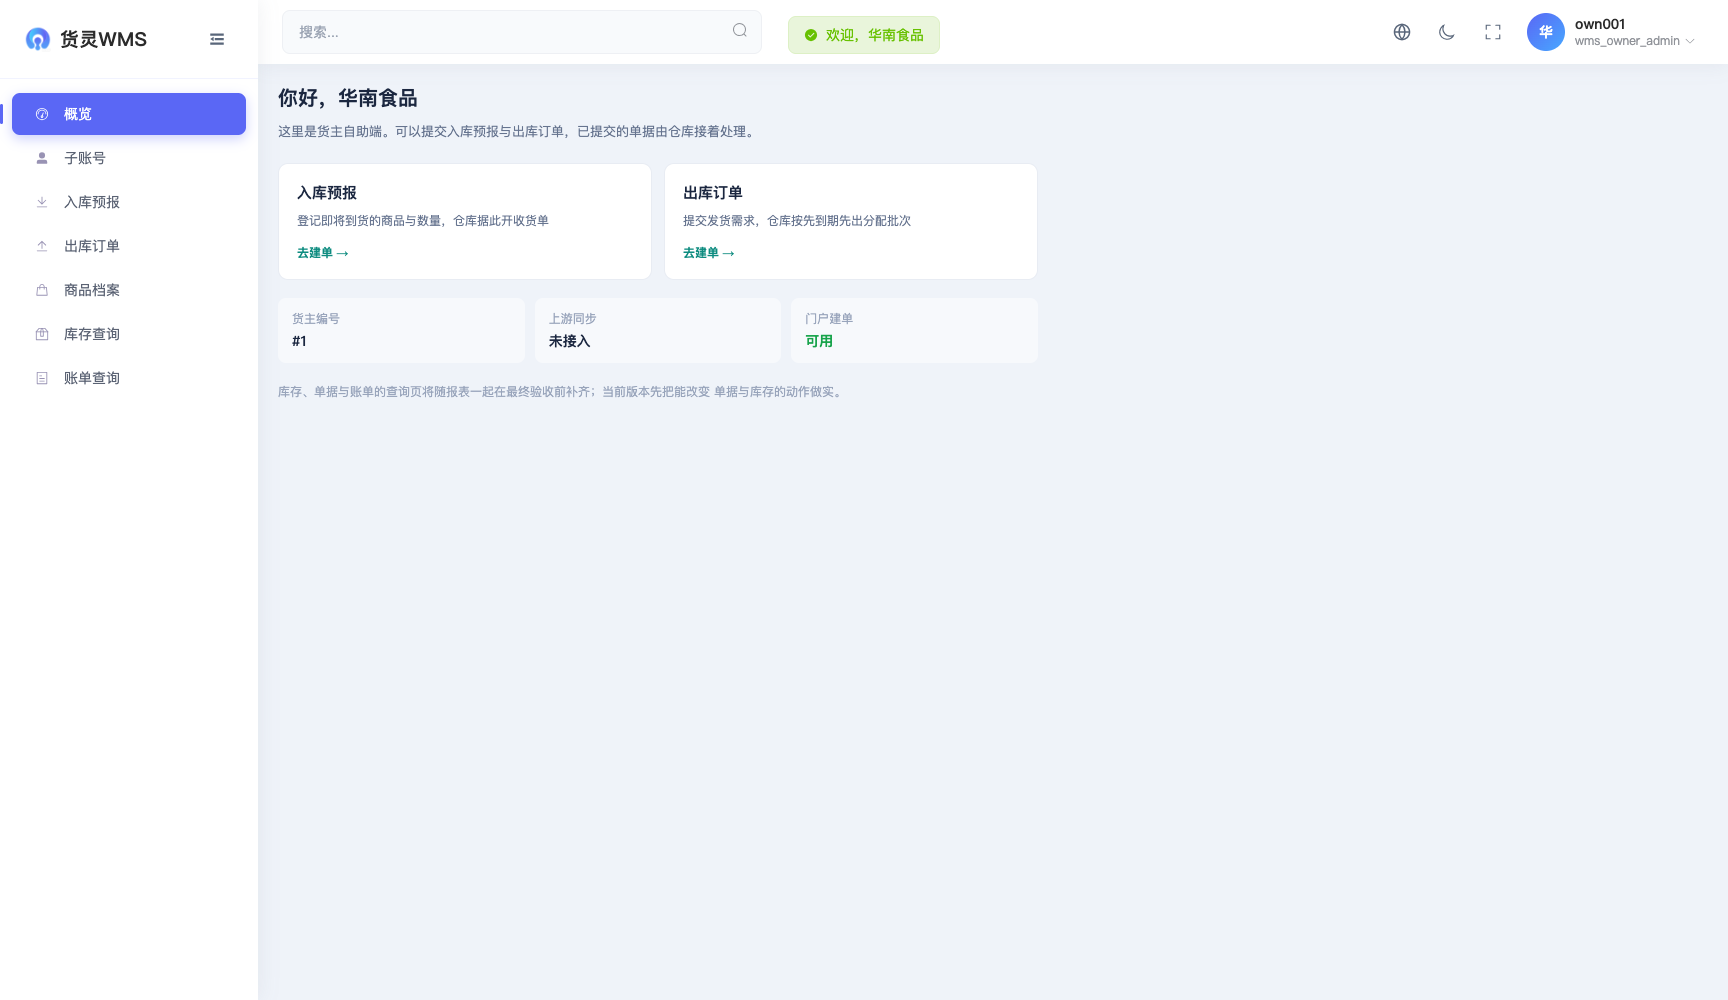 货灵WMS
搜索...
欢迎，华南食品
华
own001
wms_owner_admin
概览
子账号
入库预报
出库订单
商品档案
库存查询
账单查询
你好，华南食品
这里是货主自助端。可以提交入库预报与出库订单，已提交的单据由仓库接着处理。
入库预报
登记即将到货的商品与数量，仓库据此开收货单
去建单 →
出库订单
提交发货需求，仓库按先到期先出分配批次
去建单 →
货主编号
#1
上游同步
未接入
门户建单
可用
库存、单据与账单的查询页将随报表一起在最终验收前补齐；当前版本先把能改变 单据与库存的动作做实。